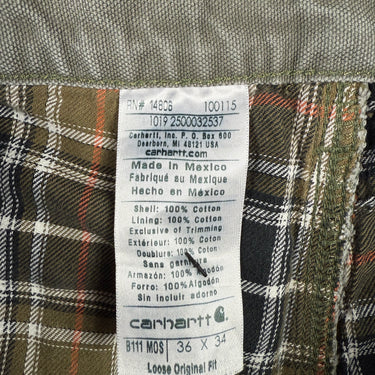 RN# 14806 100115
1019 2500032537
Carhartt, Inc. P.O. Box 600
Dearborn, MI 48121 USA
carhartt.com
Made in Mexico
Fabriqué au Mexique
Hecho en México
Shell: 100% Cotton
Lining: 100% Cotton
Exclusive of Trimming
Extérieur: 100% Coton
Doublure: 100% Coton
Sans garniture
Armazón: 100% Algodón
Forro: 100% Algodón
Sin Incluir adorno
carhartt
B111 MOS 36 X 34
Loose Original Fit